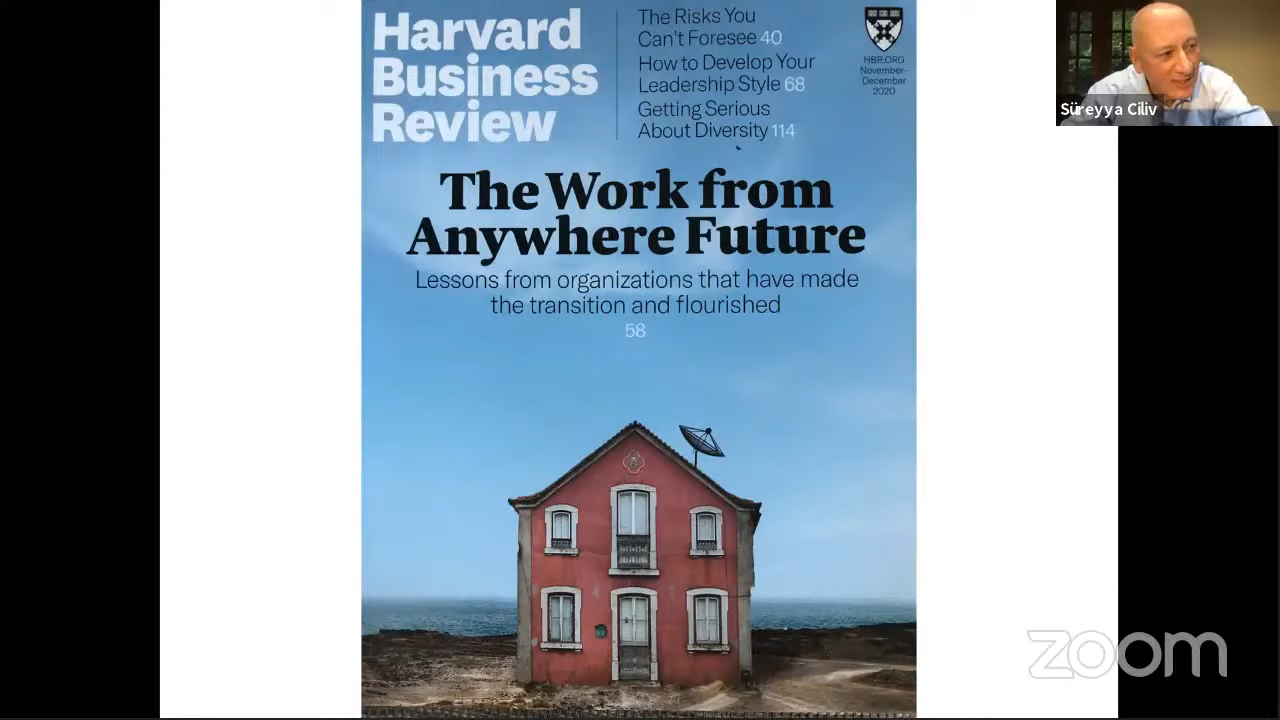 Harvard
Business
Review
The Risks You
Can't Foresee 40
How to Develop Your
Leadership Style 68
Getting Serious
About Diversity 114
HBR.ORG
November–
December
2020
The Work from
Anywhere Future
Lessons from organizations that have made
the transition and flourished
58
Süreyya Ciliv
zoom